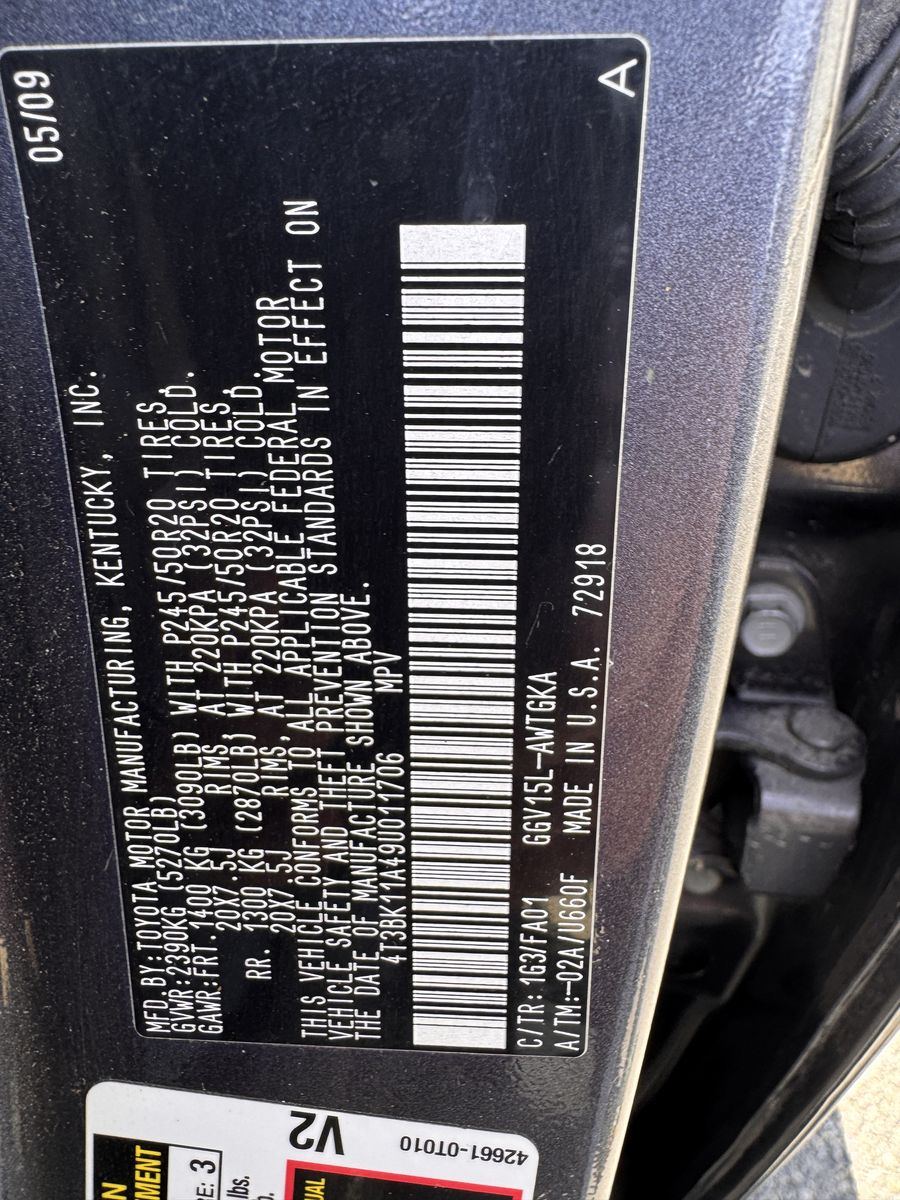 05/09
MFD.BY:TOYOTA MOTOR MANUFACTURING, KENTUCKY, INC.
GVWR:2390KG (5270LB)
GAWR:FRT. 1400 KG (3090LB) WITH P245/50R20 TIRES
20X7.5J RIMS, AT 220KPA (32PSI) COLD.
RR. 1300 KG (2870LB) WITH P245/50R20 TIRES
20X7.5J RIMS, AT 220KPA (32PSI) COLD.
THIS VEHICLE CONFORMS TO ALL APPLICABLE FEDERAL MOTOR
VEHICLE SAFETY AND THEFT PREVENTION STANDARDS IN EFFECT ON
THE DATE OF MANUFACTURE SHOWN ABOVE.
4T3BK11A49U011706 MPV
C/TR:1G3/FA01 GGV15L-AWTGKA
A/TM:-02A/U660F MADE IN U.S.A. 72918
A
V2
42661-0T010
3
lbs.